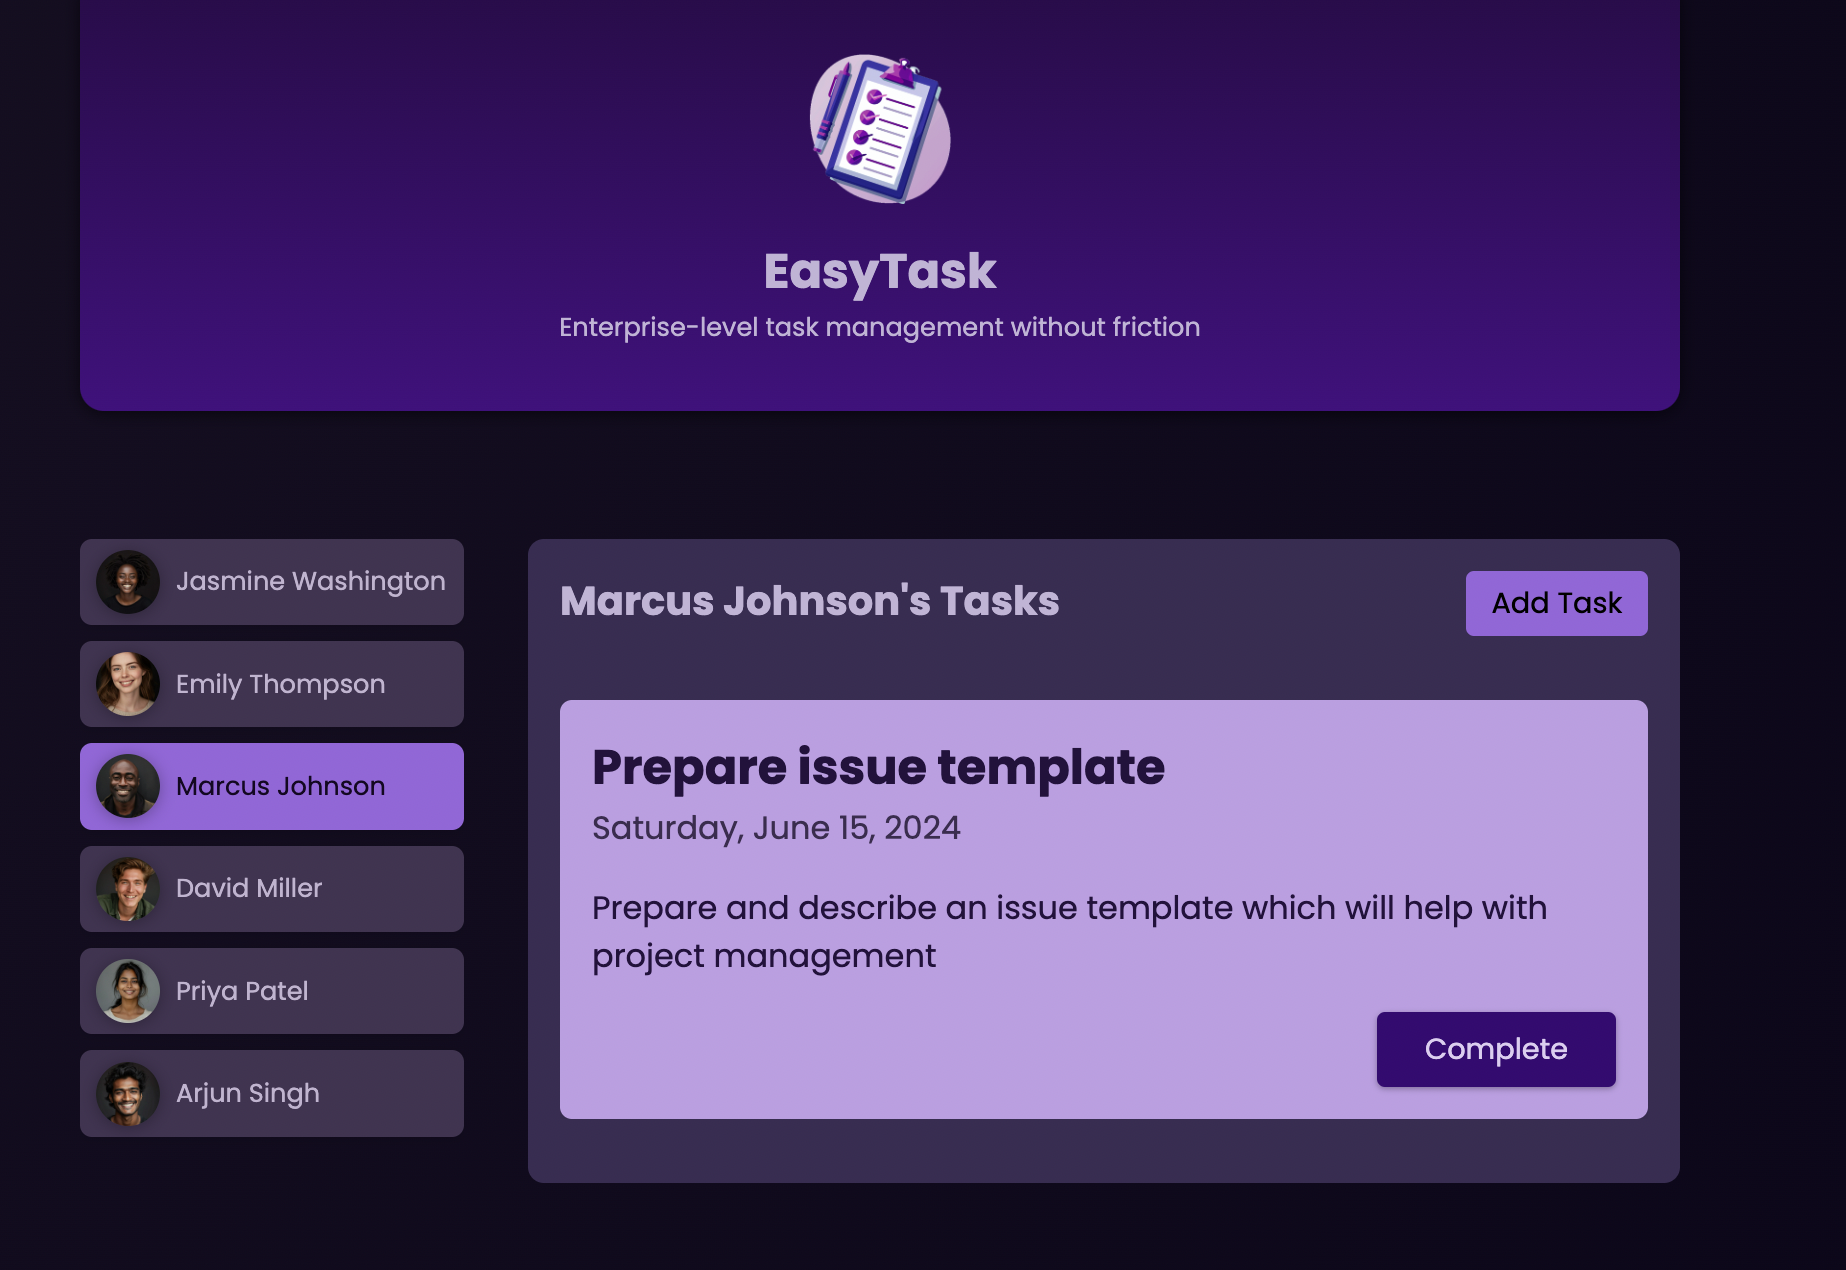 EasyTask
Enterprise-level task management without friction
Jasmine Washington
Emily Thompson
Marcus Johnson
David Miller
Priya Patel
Arjun Singh
Marcus Johnson's Tasks
Add Task
Prepare issue template
Saturday, June 15, 2024
Prepare and describe an issue template which will help with
project management
Complete